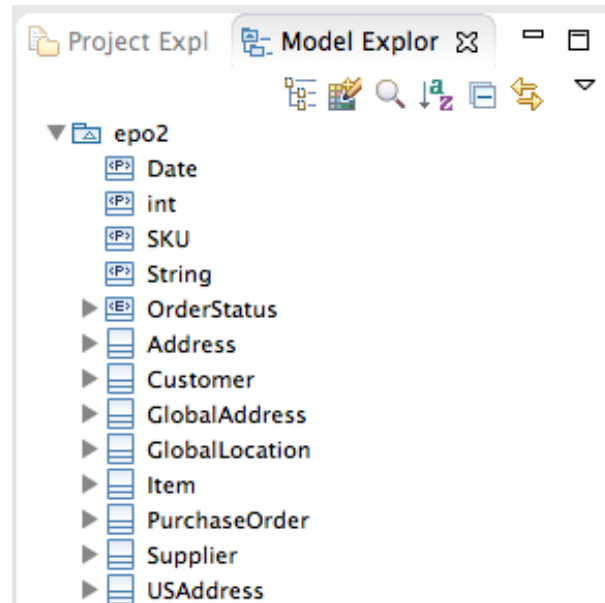 Project Expl Model Explor
epo2
<P> Date
<P> int
<P> SKU
<P> String
<E> OrderStatus
Address
Customer
GlobalAddress
GlobalLocation
Item
PurchaseOrder
Supplier
USAddress